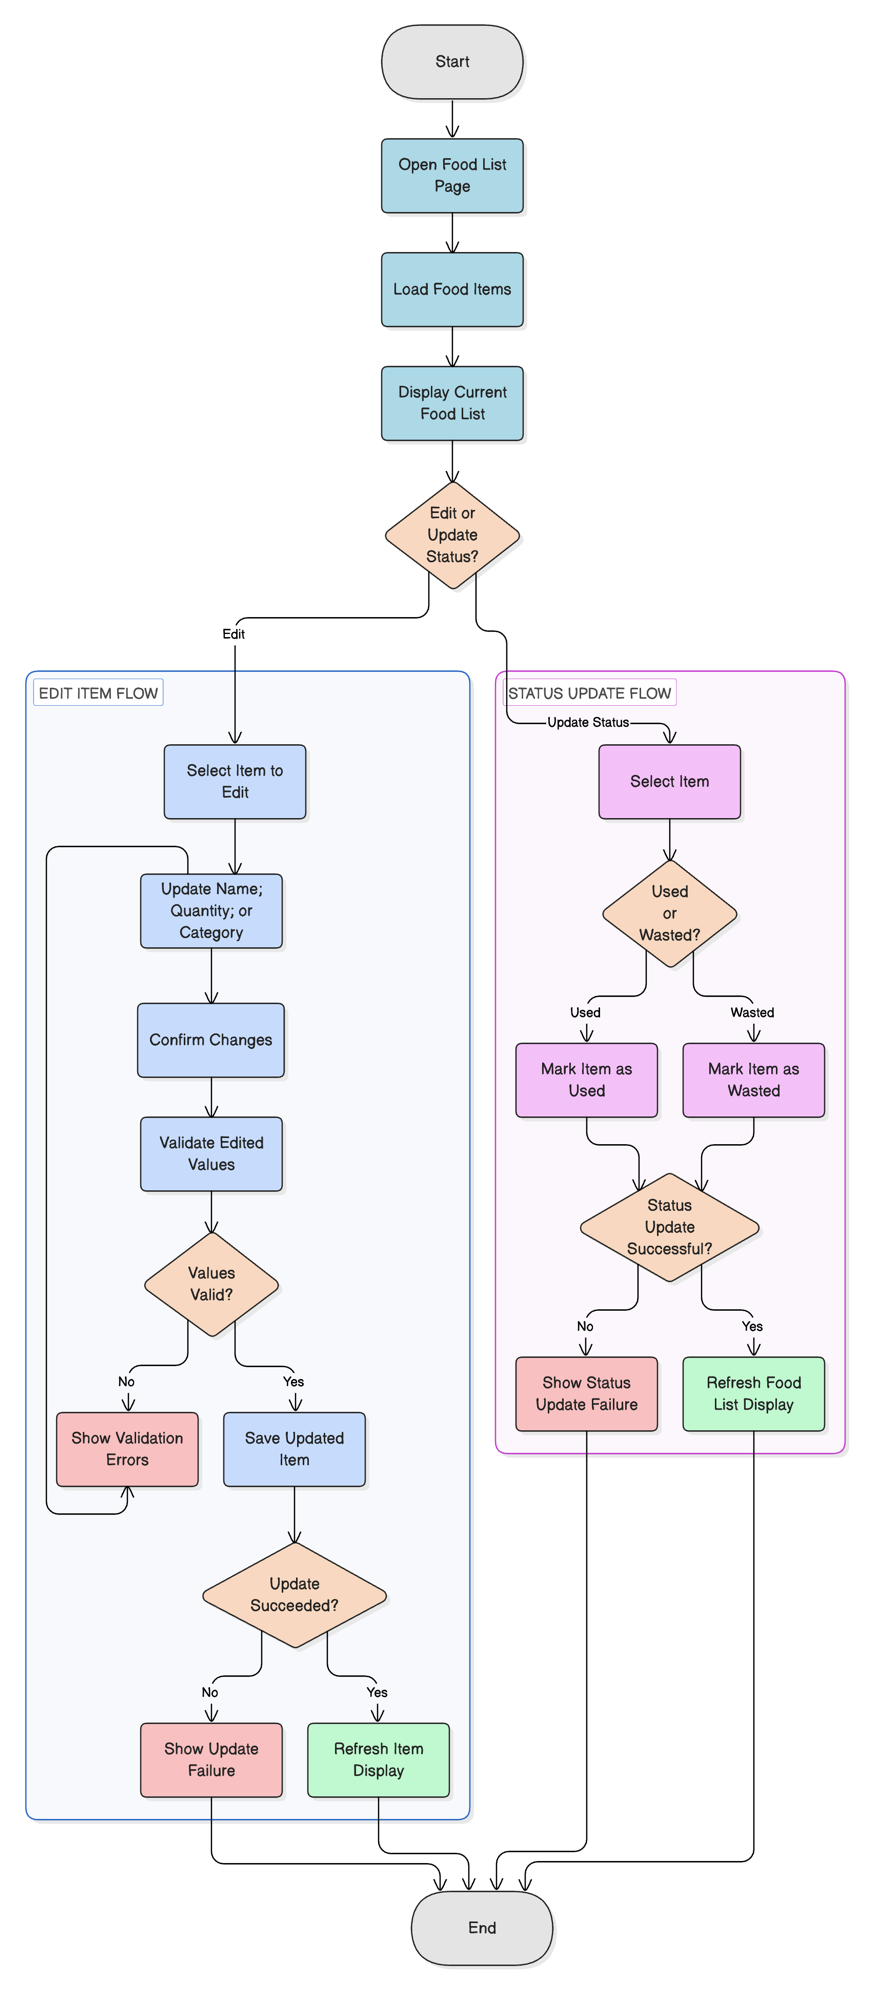 Start
Open Food List
Page
Load Food Items
Display Current
Food List
Edit or
Update
Status?
Edit
EDIT ITEM FLOW
Select Item to
Edit
Update Name;
Quantity; or
Category
Confirm Changes
Validate Edited
Values
Values
Valid?
No
Yes
Show Validation
Errors
Save Updated
Item
Update
Succeeded?
No
Yes
Show Update
Failure
Refresh Item
Display
STATUS UPDATE FLOW
Update Status
Select Item
Used
or
Wasted?
Used
Wasted
Mark Item as
Used
Mark Item as
Wasted
Status
Update
Successful?
No
Yes
Show Status
Update Failure
Refresh Food
List Display
End